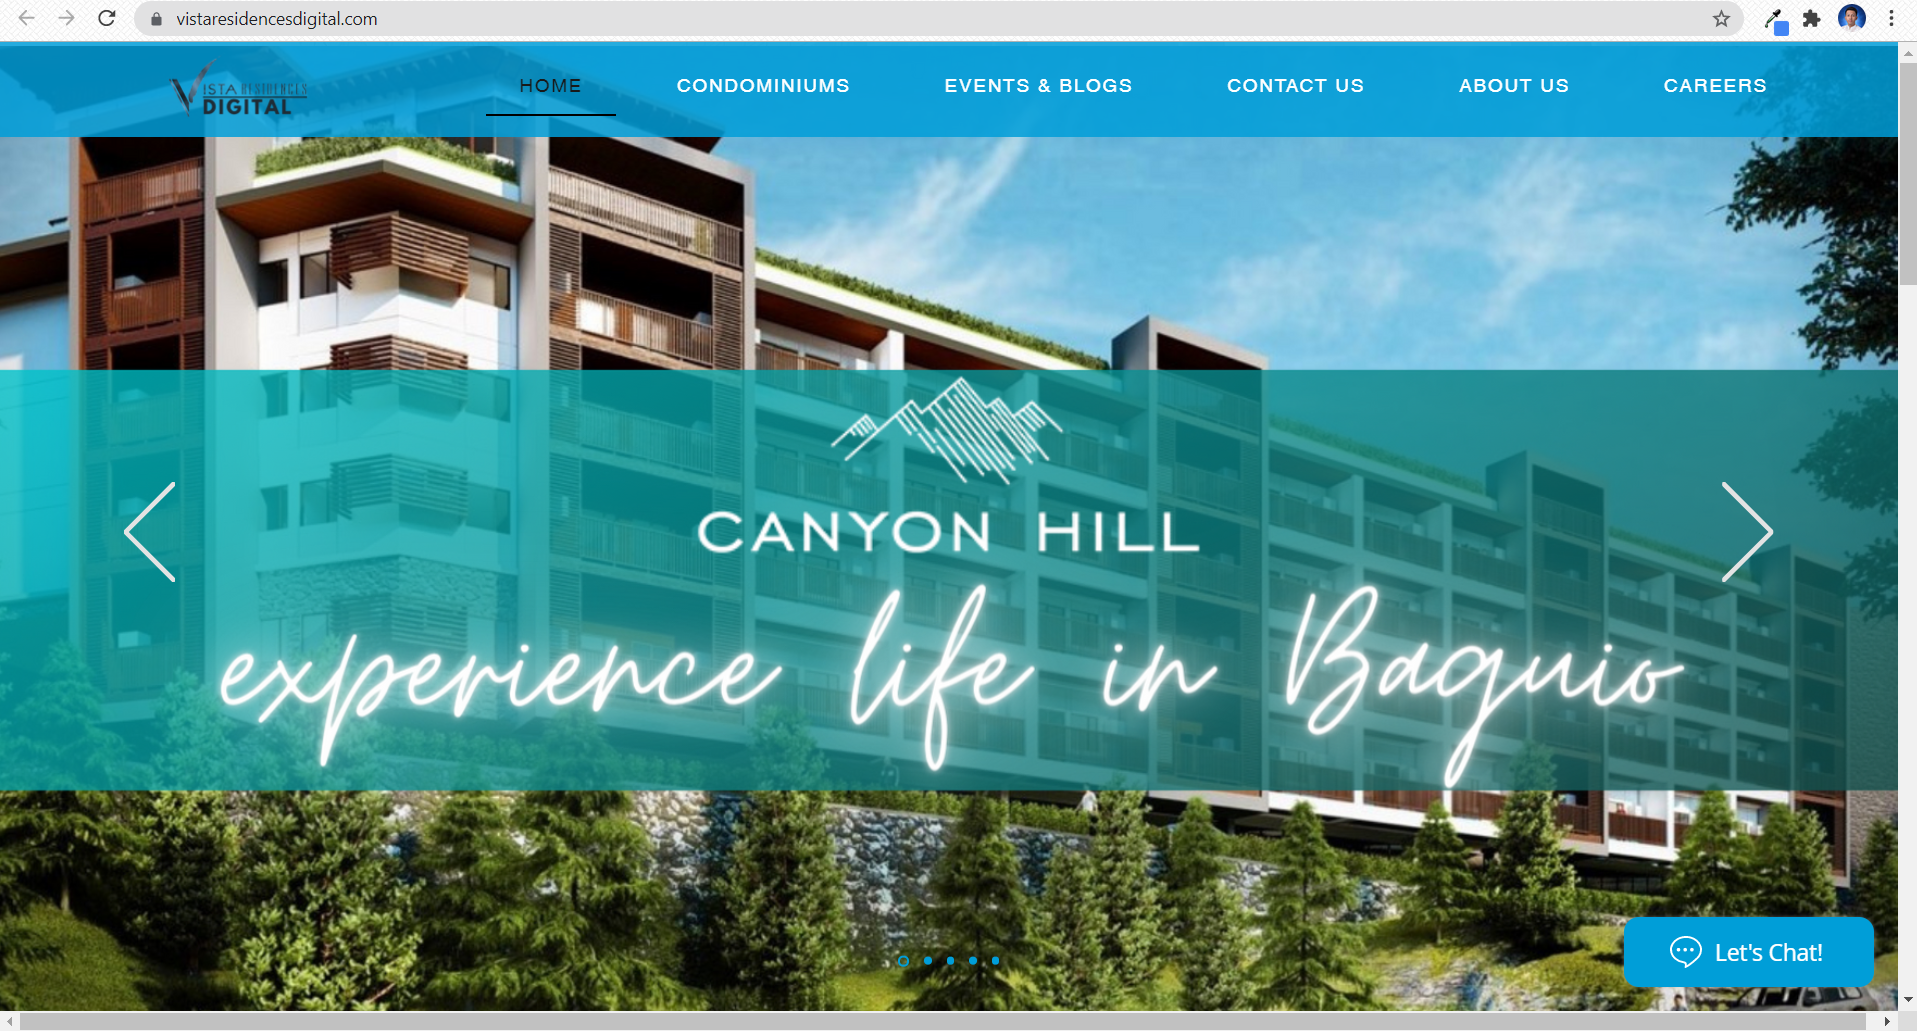 vistaresidencesdigital.com
VISTA RESIDENCES
DIGITAL
HOME
CONDOMINIUMS
EVENTS & BLOGS
CONTACT US
ABOUT US
CAREERS
CANYON HILL
experience life in Baguio
Let's Chat!